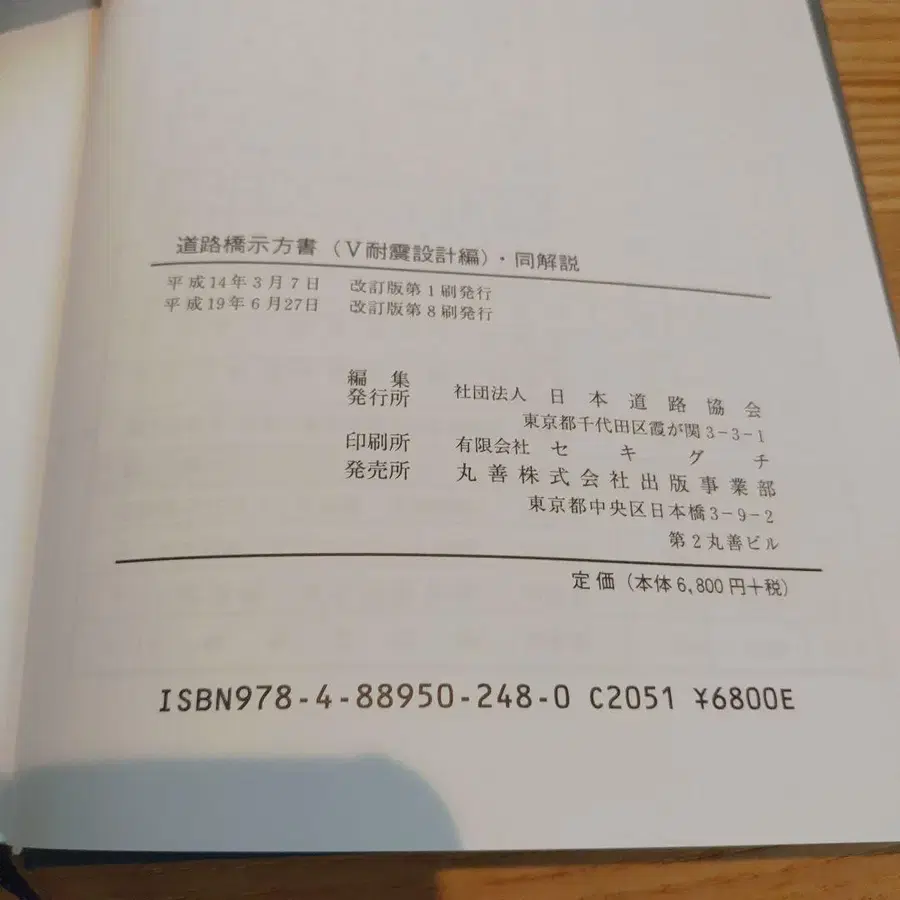 道路橋示方書(Ⅴ耐震設計編)・同解説
平成14年3月7日 改訂版第1刷発行
平成19年6月27日 改訂版第8刷発行
編集
発行所 社団法人 日本道路協会
東京都千代田区霞が関3-3-1
印刷所 有限会社 セキグチ
発売所 丸善株式会社出版事業部
東京都中央区日本橋3-9-2
第2丸善ビル
定価(本体6,800円+税)
ISBN978-4-88950-248-0 C2051 ¥6800E